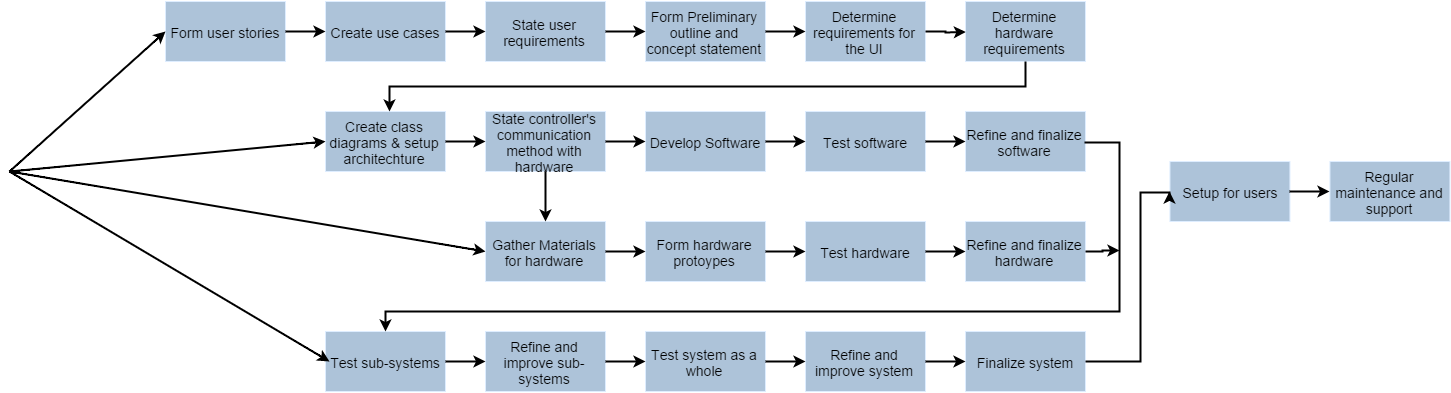 Form user stories
Create use cases
State user
requirements
Form Preliminary
outline and
concept statement
Determine
requirements for
the UI
Determine
hardware
requirements
Create class
diagrams & setup
architechture
State controller's
communication
method with
hardware
Develop Software
Test software
Refine and finalize
software
Setup for users
Regular
maintenance and
support
Gather Materials
for hardware
Form hardware
protoypes
Test hardware
Refine and finalize
hardware
Test sub-systems
Refine and
improve sub-
systems
Test system as a
whole
Refine and
improve system
Finalize system